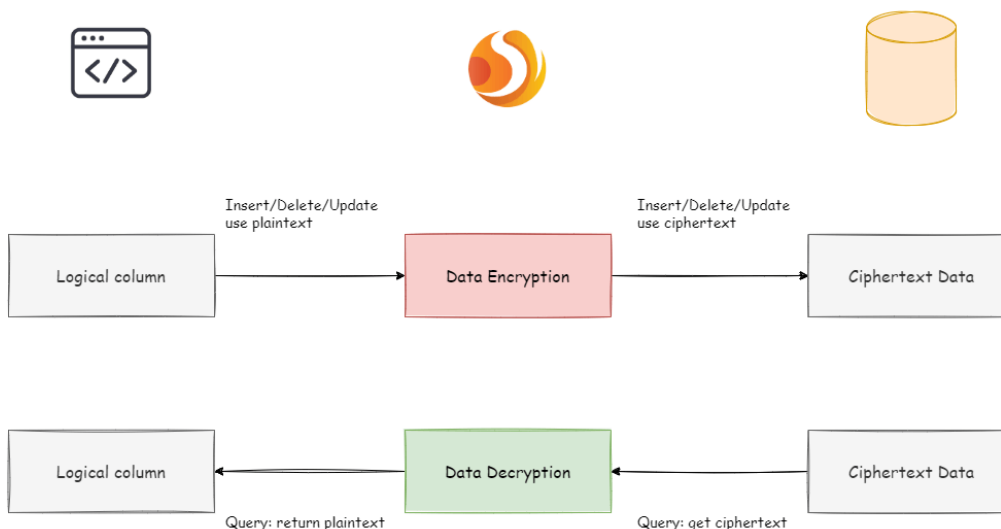 </>
Insert/Delete/Update
use plaintext
Insert/Delete/Update
use ciphertext
Logical column
Data Encryption
Ciphertext Data
Logical column
Data Decryption
Ciphertext Data
Query: return plaintext
Query: get ciphertext